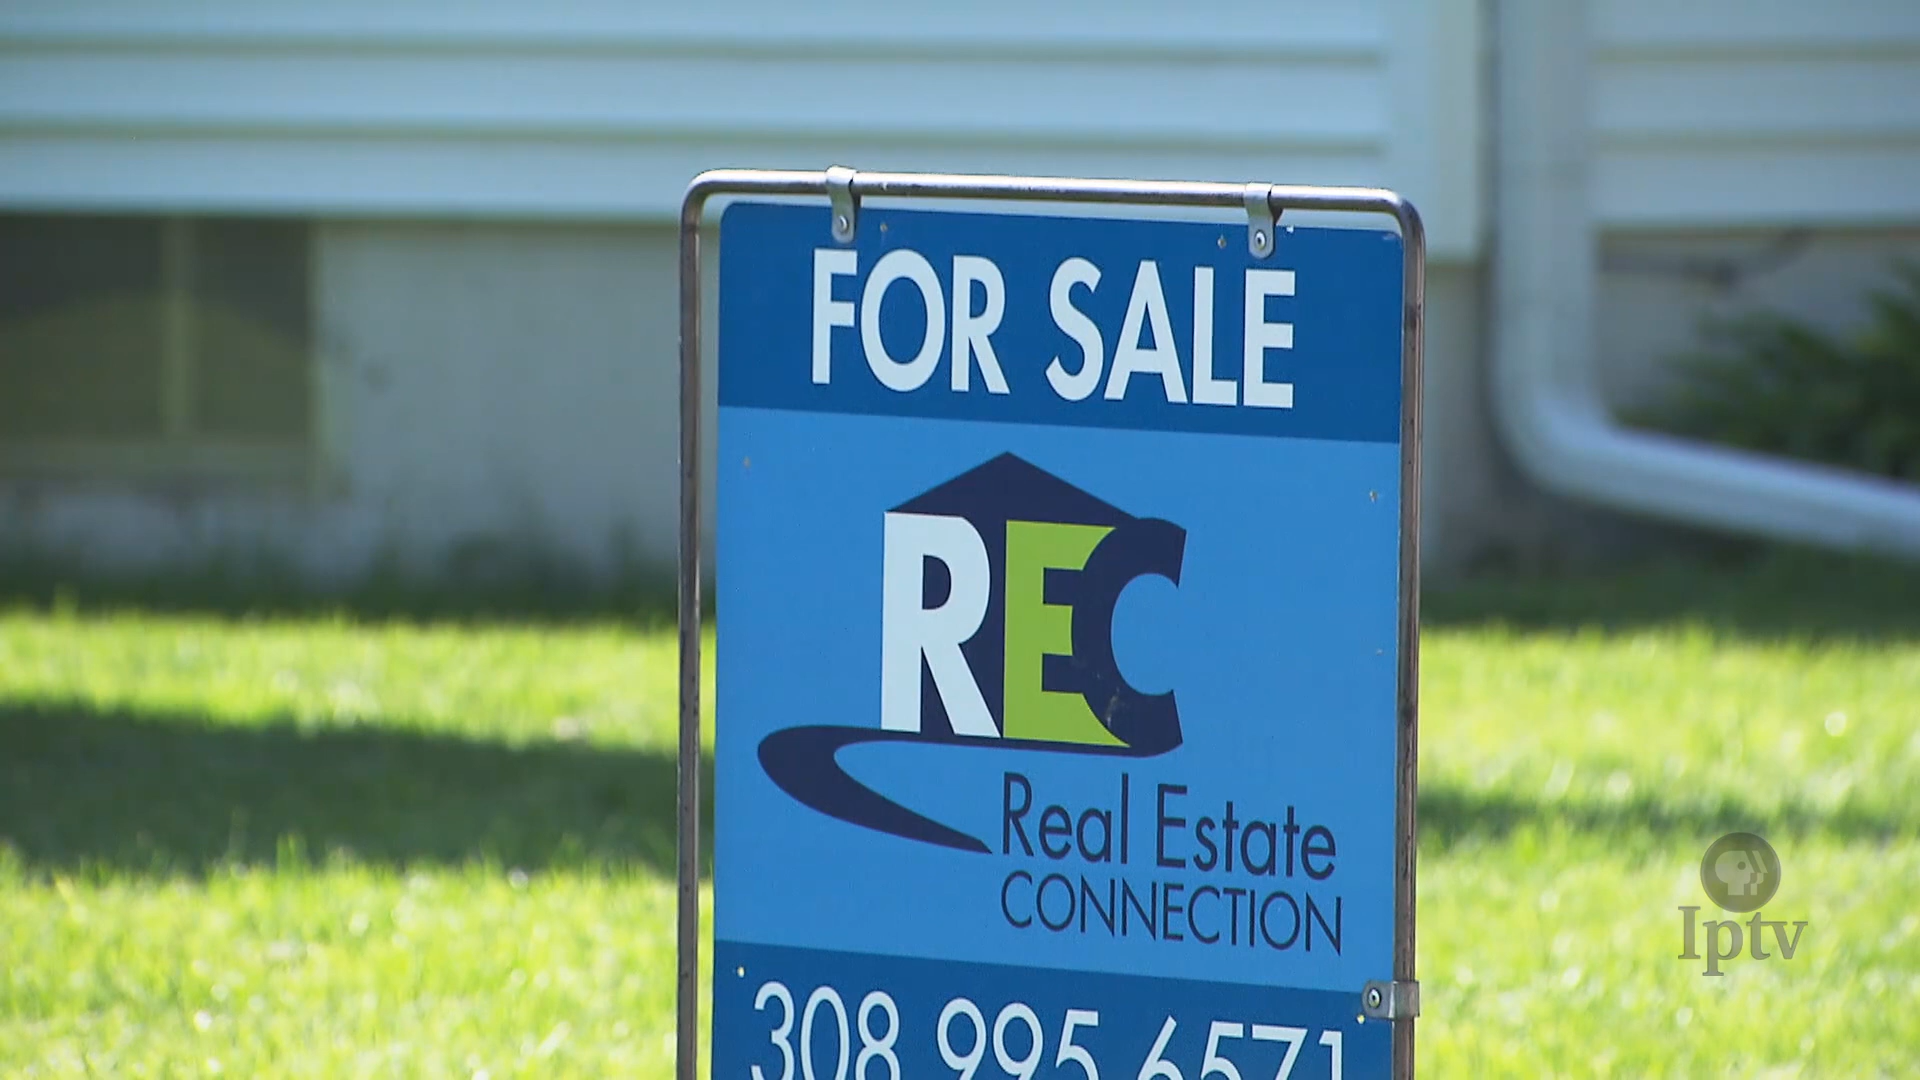 FOR SALE
REC
Real Estate
CONNECTION
308.995.6571
Iptv